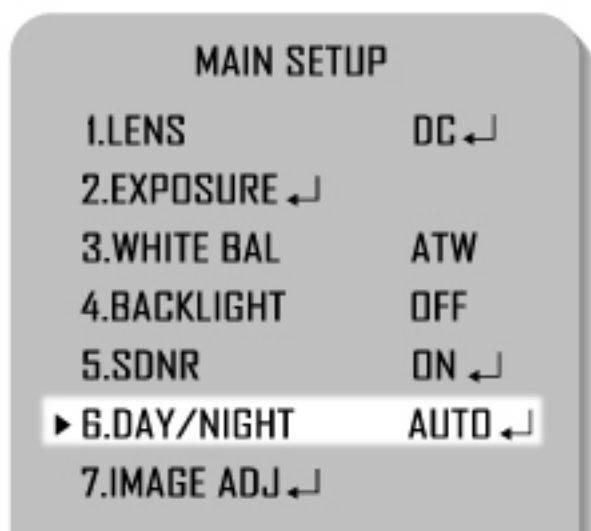 MAIN SETUP
1.LENS DC↵
2.EXPOSURE↵
3.WHITE BAL ATW
4.BACKLIGHT OFF
5.SDNR ON↵
▶6.DAY/NIGHT AUTO↵
7.IMAGE ADJ↵